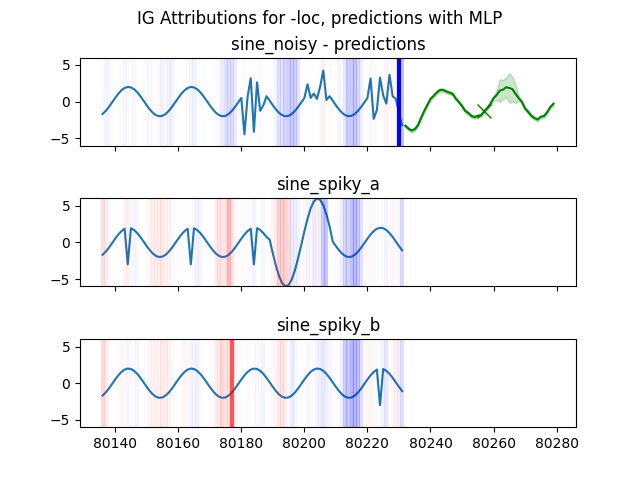 IG Attributions for -loc, predictions with MLP
sine_noisy - predictions
5
0
−5
sine_spiky_a
5
0
−5
sine_spiky_b
5
0
−5
80140 80160 80180 80200 80220 80240 80260 80280